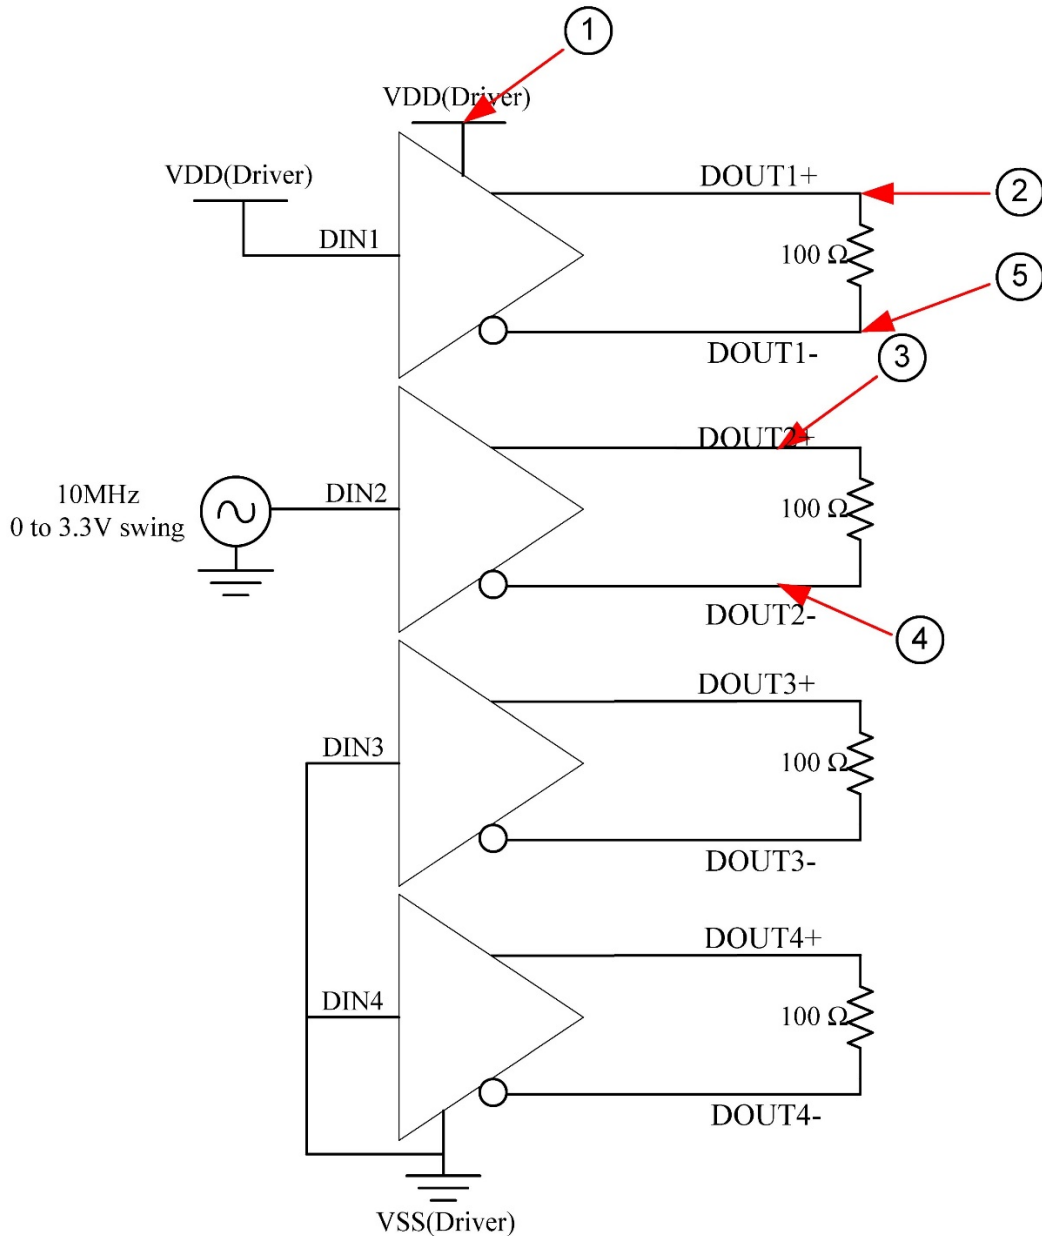 1
VDD(Driver)
VDD(Driver)
DOUT1+
2
DIN1
100 Ω
5
DOUT1-
3
DOUT2+
10MHz
0 to 3.3V swing
DIN2
100 Ω
DOUT2-
4
DOUT3+
DIN3
100 Ω
DOUT3-
DOUT4+
DIN4
100 Ω
DOUT4-
VSS(Driver)